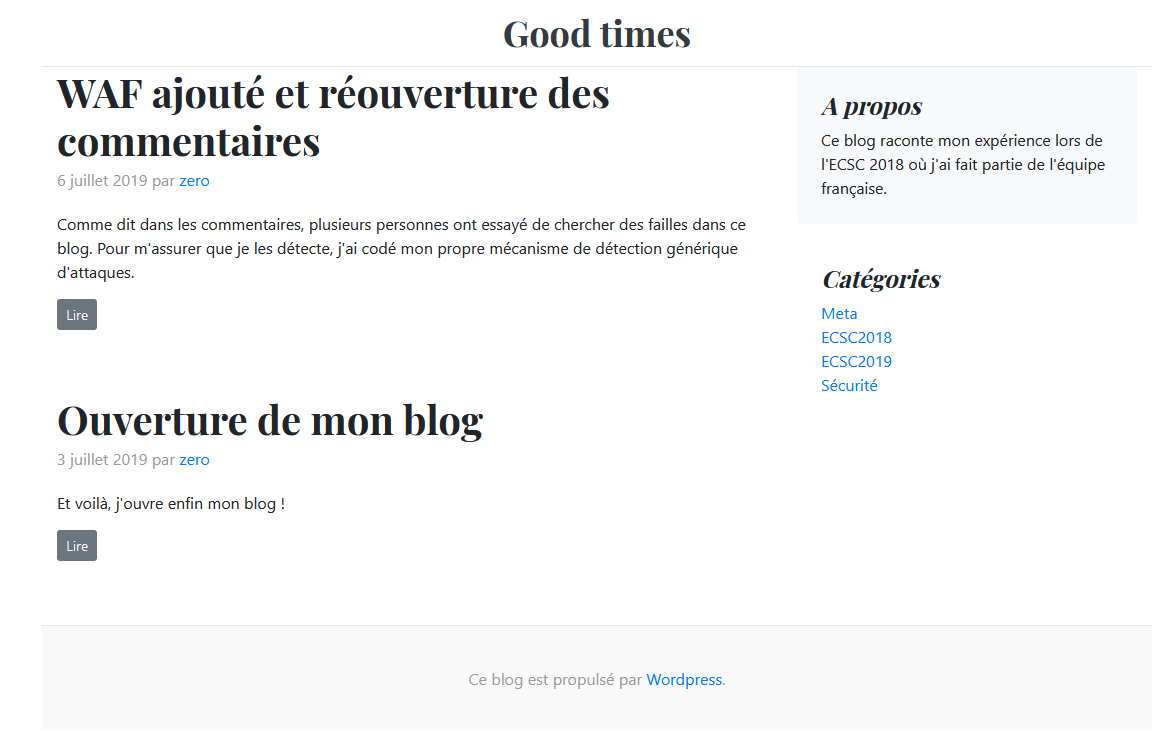 Good times
WAF ajouté et réouverture des
commentaires
6 juillet 2019 par zero
Comme dit dans les commentaires, plusieurs personnes ont essayé de chercher des failles dans ce
blog. Pour m'assurer que je les détecte, j'ai codé mon propre mécanisme de détection générique
d'attaques.
Lire
Ouverture de mon blog
3 juillet 2019 par zero
Et voilà, j'ouvre enfin mon blog !
Lire
A propos
Ce blog raconte mon expérience lors de
l'ECSC 2018 où j'ai fait partie de l'équipe
française.
Catégories
Meta
ECSC2018
ECSC2019
Sécurité
Ce blog est propulsé par Wordpress.